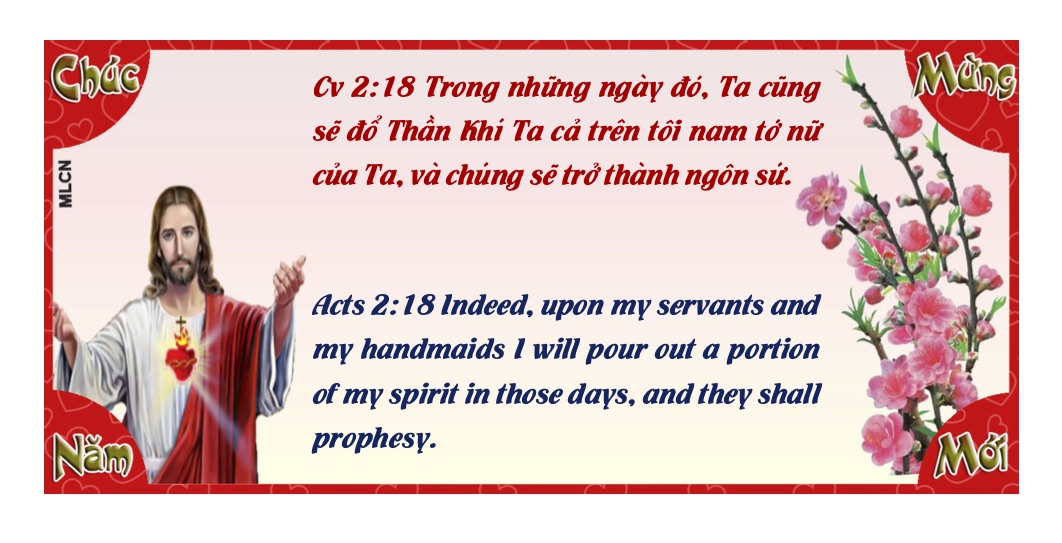 Chúc
Mừng
MLCN
Cv 2:18 Trong những ngày đó, Ta cũng
sẽ đổ Thần Khí Ta cả trên tôi nam tớ nữ
của Ta, và chúng sẽ trở thành ngôn sứ.
Acts 2:18 Indeed, upon my servants and
my handmaids I will pour out a portion
of my spirit in those days, and they shall
prophesy.
Năm
Mới